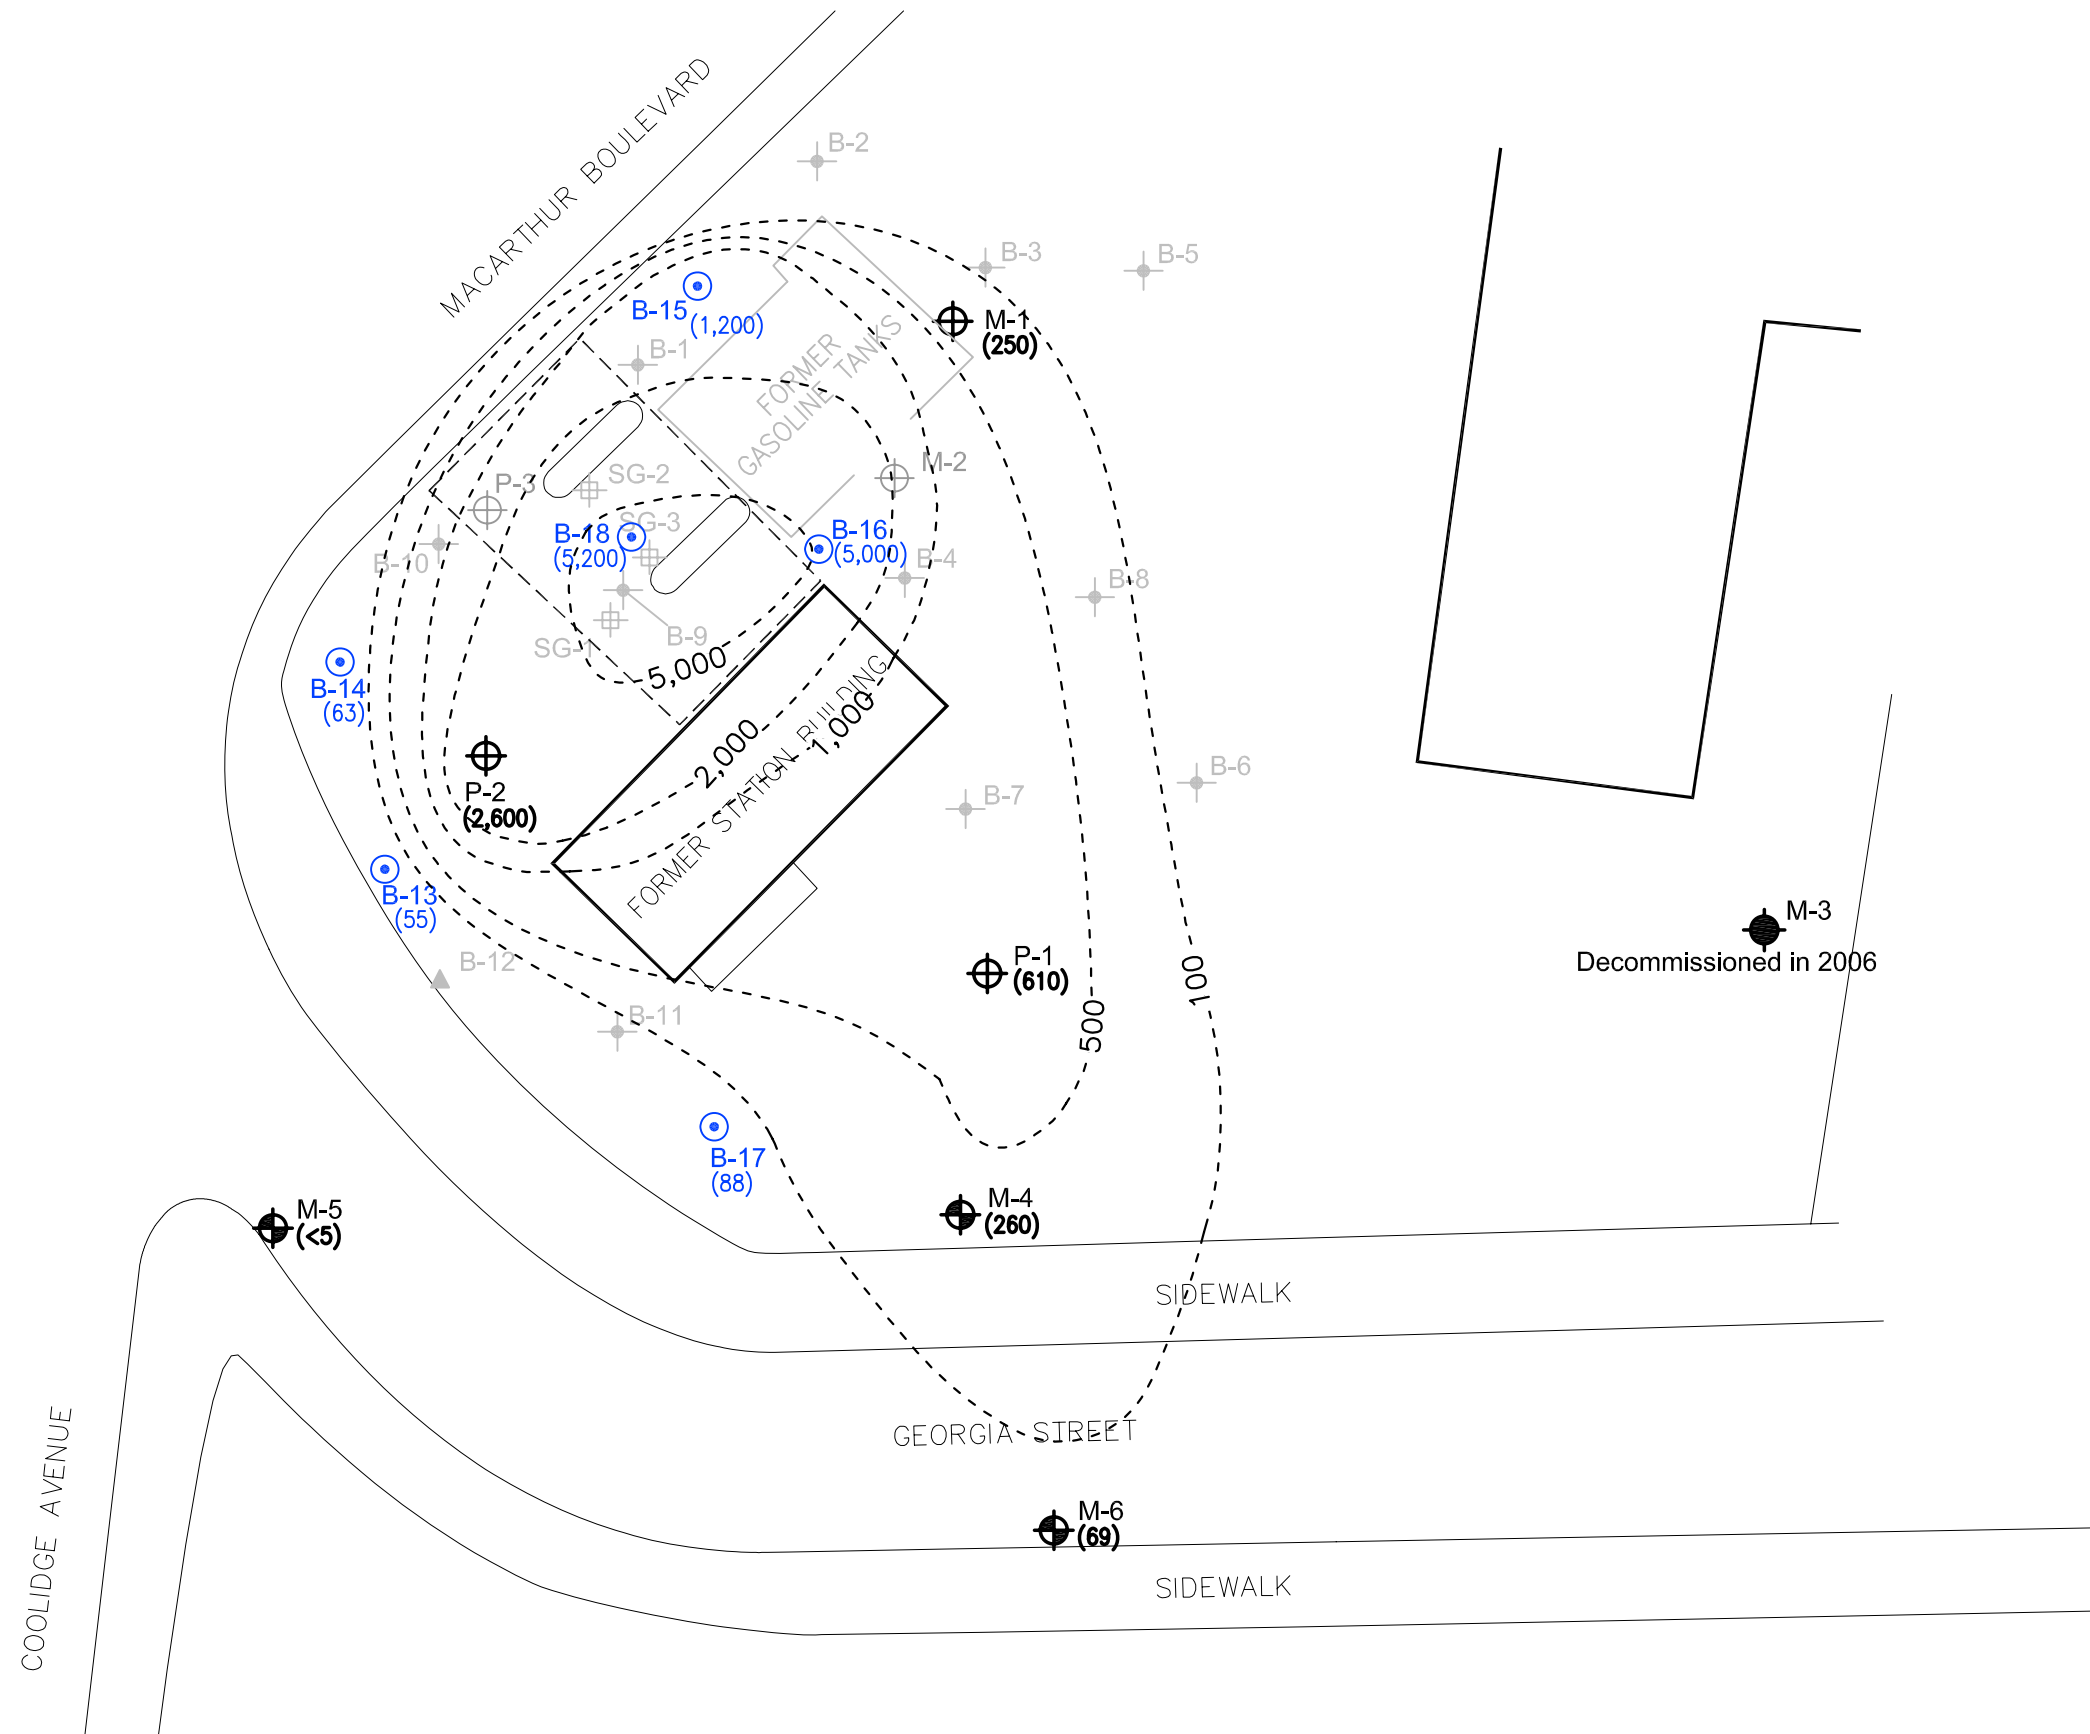 MACARTHUR BOULEVARD
B-2
B-3
B-5
B-15
(1,200)
M-1
(250)
B-1
FORMER
GASOLINE TANKS
M-2
P-3
SG-2
SG-3
B-18
(5,200)
B-16
(5,000)
B-10
B-4
B-8
B-9
SG-1
5,000
B-14
(63)
2,000
1,000
FORMER STATION BUILDING
P-2
(2,600)
B-7
B-6
B-13
(55)
M-3
Decommissioned in 2006
B-12
P-1
(610)
100
500
B-11
B-17
(88)
M-5
(<5)
M-4
(260)
SIDEWALK
GEORGIA STREET
COOLIDGE AVENUE
M-6
(69)
SIDEWALK